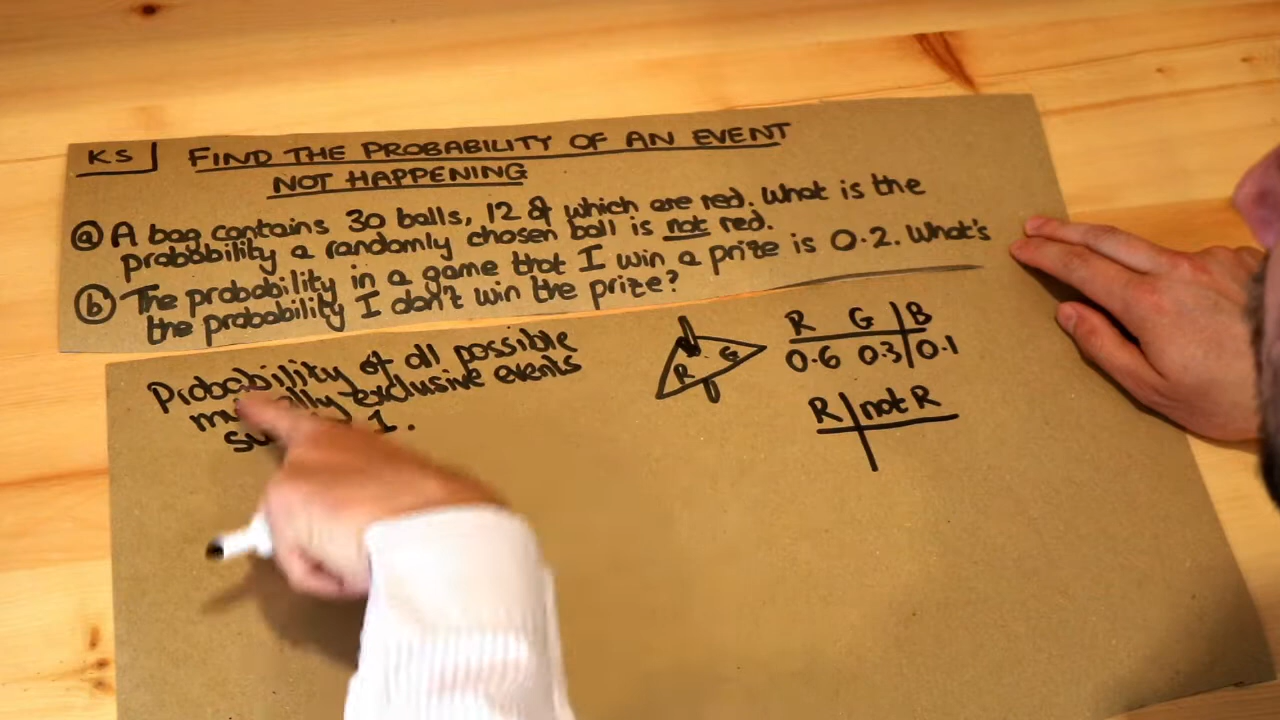 KS FIND THE PROBABILITY OF AN EVENT
NOT HAPPENING
a A bag contains 30 balls, 12 of which are red. What is the
probability a randomly chosen ball is not red.
b The probability in a game that I win a prize is 0.2. What's
the probability I don't win the prize?
Probability of all possible
exclusive events
1.
R G
R G B
0.6 0.3 0.1
R not R